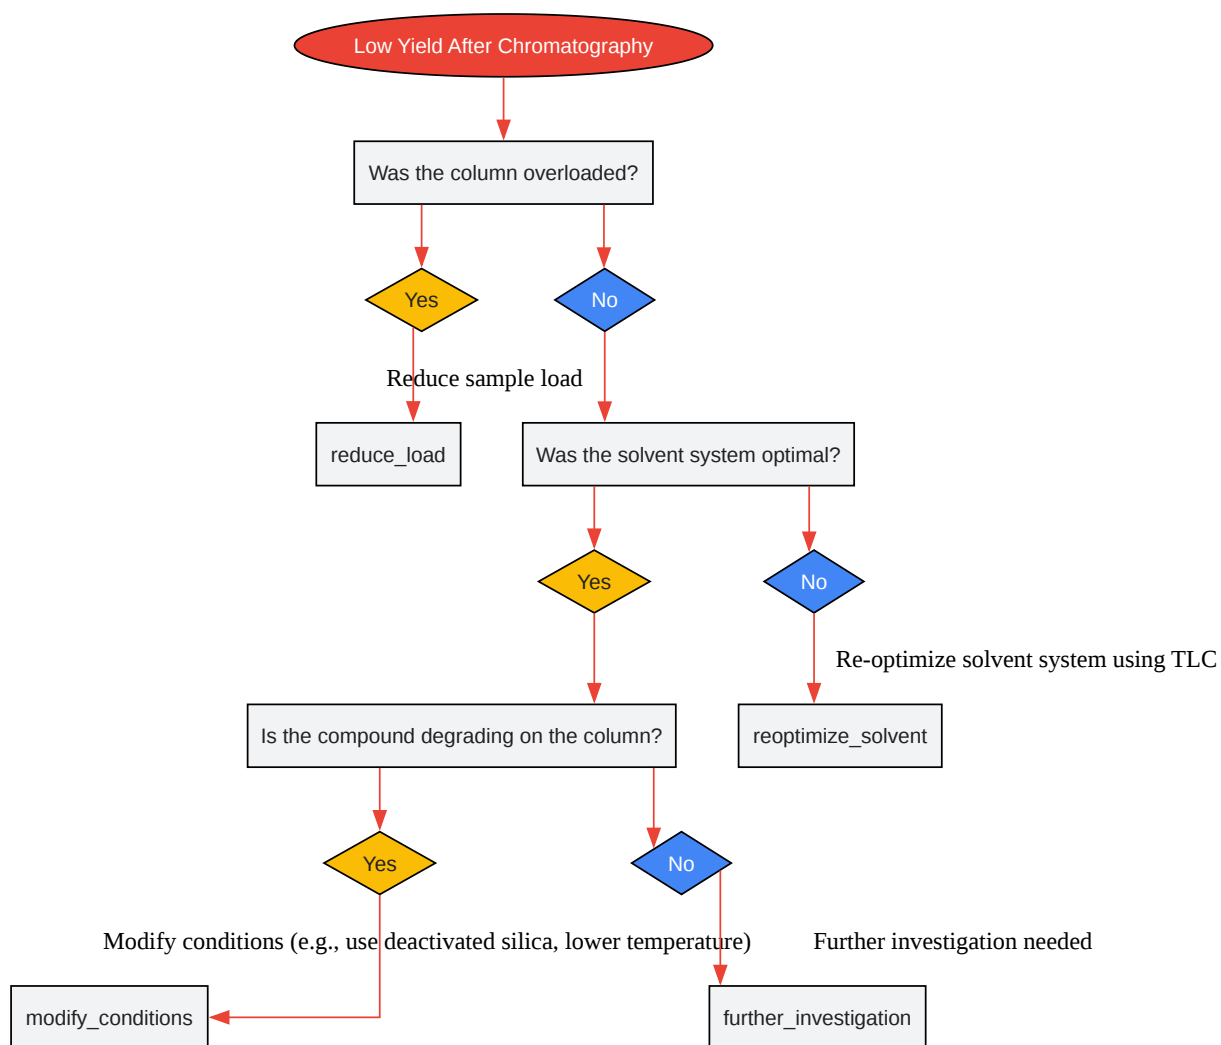 Low Yield After Chromatography
Was the column overloaded?
Yes
No
Reduce sample load
reduce_load
Was the solvent system optimal?
Yes
No
Re-optimize solvent system using TLC
Is the compound degrading on the column?
reoptimize_solvent
Yes
No
Modify conditions (e.g., use deactivated silica, lower temperature)
Further investigation needed
modify_conditions
further_investigation